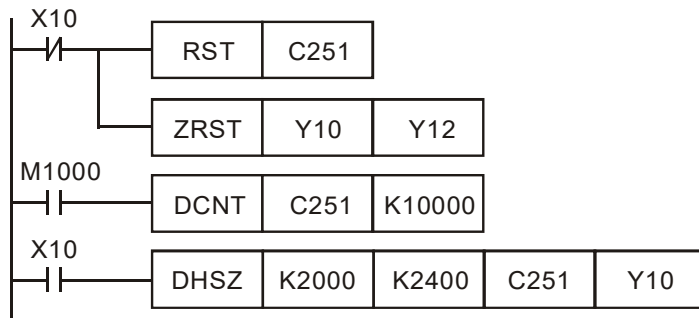 X10
RST C251
ZRST Y10 Y12
M1000
DCNT C251 K10000
X10
DHSZ K2000 K2400 C251 Y10